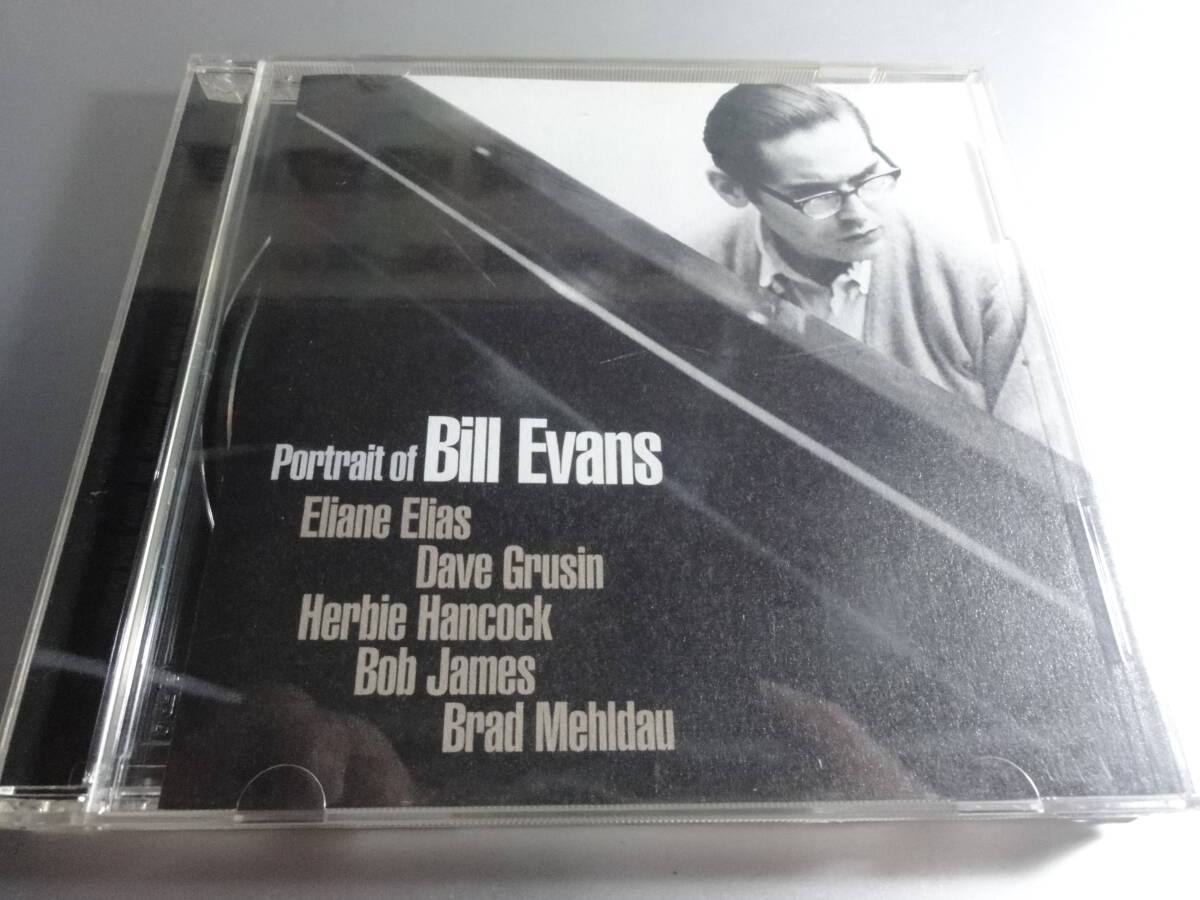 Portrait of Bill Evans
Eliane Elias
Dave Grusin
Herbie Hancock
Bob James
Brad Mehldau